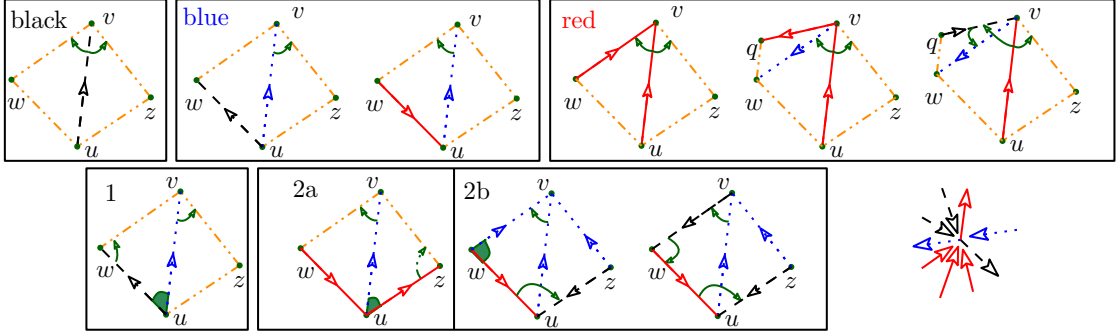 black v w z u
blue v w z u v w z u
red v w z u v q w z u v q w z u
1 v w z u
2a v w z u
2b v w z u v w z u